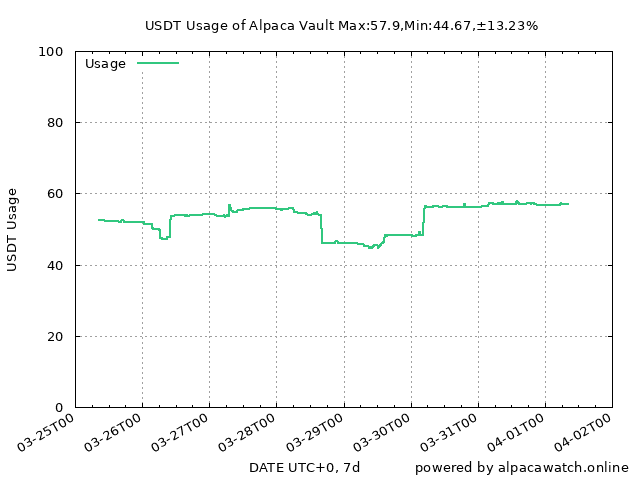 USDT Usage of Alpaca Vault Max:57.9,Min:44.67,±13.23%
100
Usage
80
60
USDT Usage
40
20
0
03-25T00 03-26T00 03-27T00 03-28T00 03-29T00 03-30T00 03-31T00 04-01T00 04-02T00
DATE UTC+0, 7d powered by alpacawatch.online